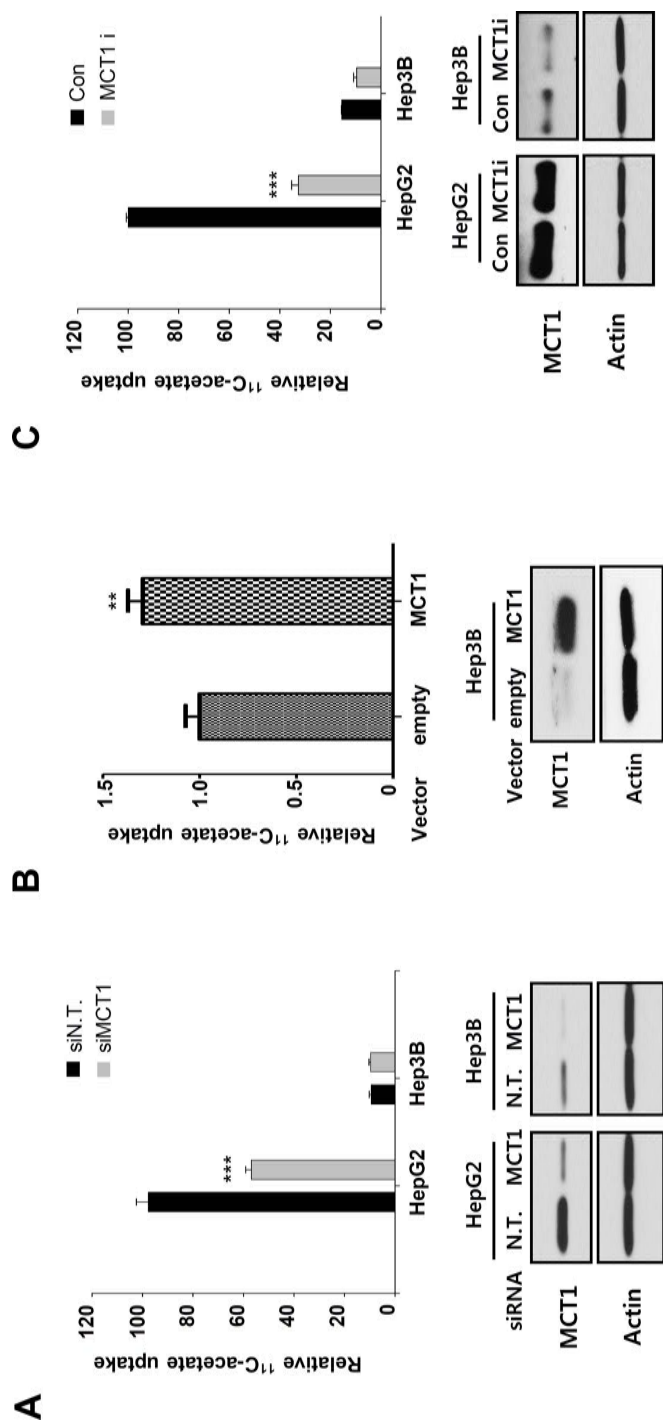 A
Relative ¹¹C-acetate uptake
120
100
80
60
40
20
0
siN.T.
siMCT1
***
HepG2
Hep3B
HepG2
Hep3B
siRNA
N.T.
MCT1
N.T.
MCT1
MCT1
Actin
B
Relative ¹¹C-acetate uptake
1.5
1.0
0.5
0
**
Vector
empty
MCT1
Hep3B
Vector empty MCT1
MCT1
Actin
C
Relative ¹¹C-acetate uptake
120
100
80
60
40
20
0
Con
MCT1 i
***
HepG2
Hep3B
HepG2
Hep3B
Con MCT1i
Con MCT1i
MCT1
Actin